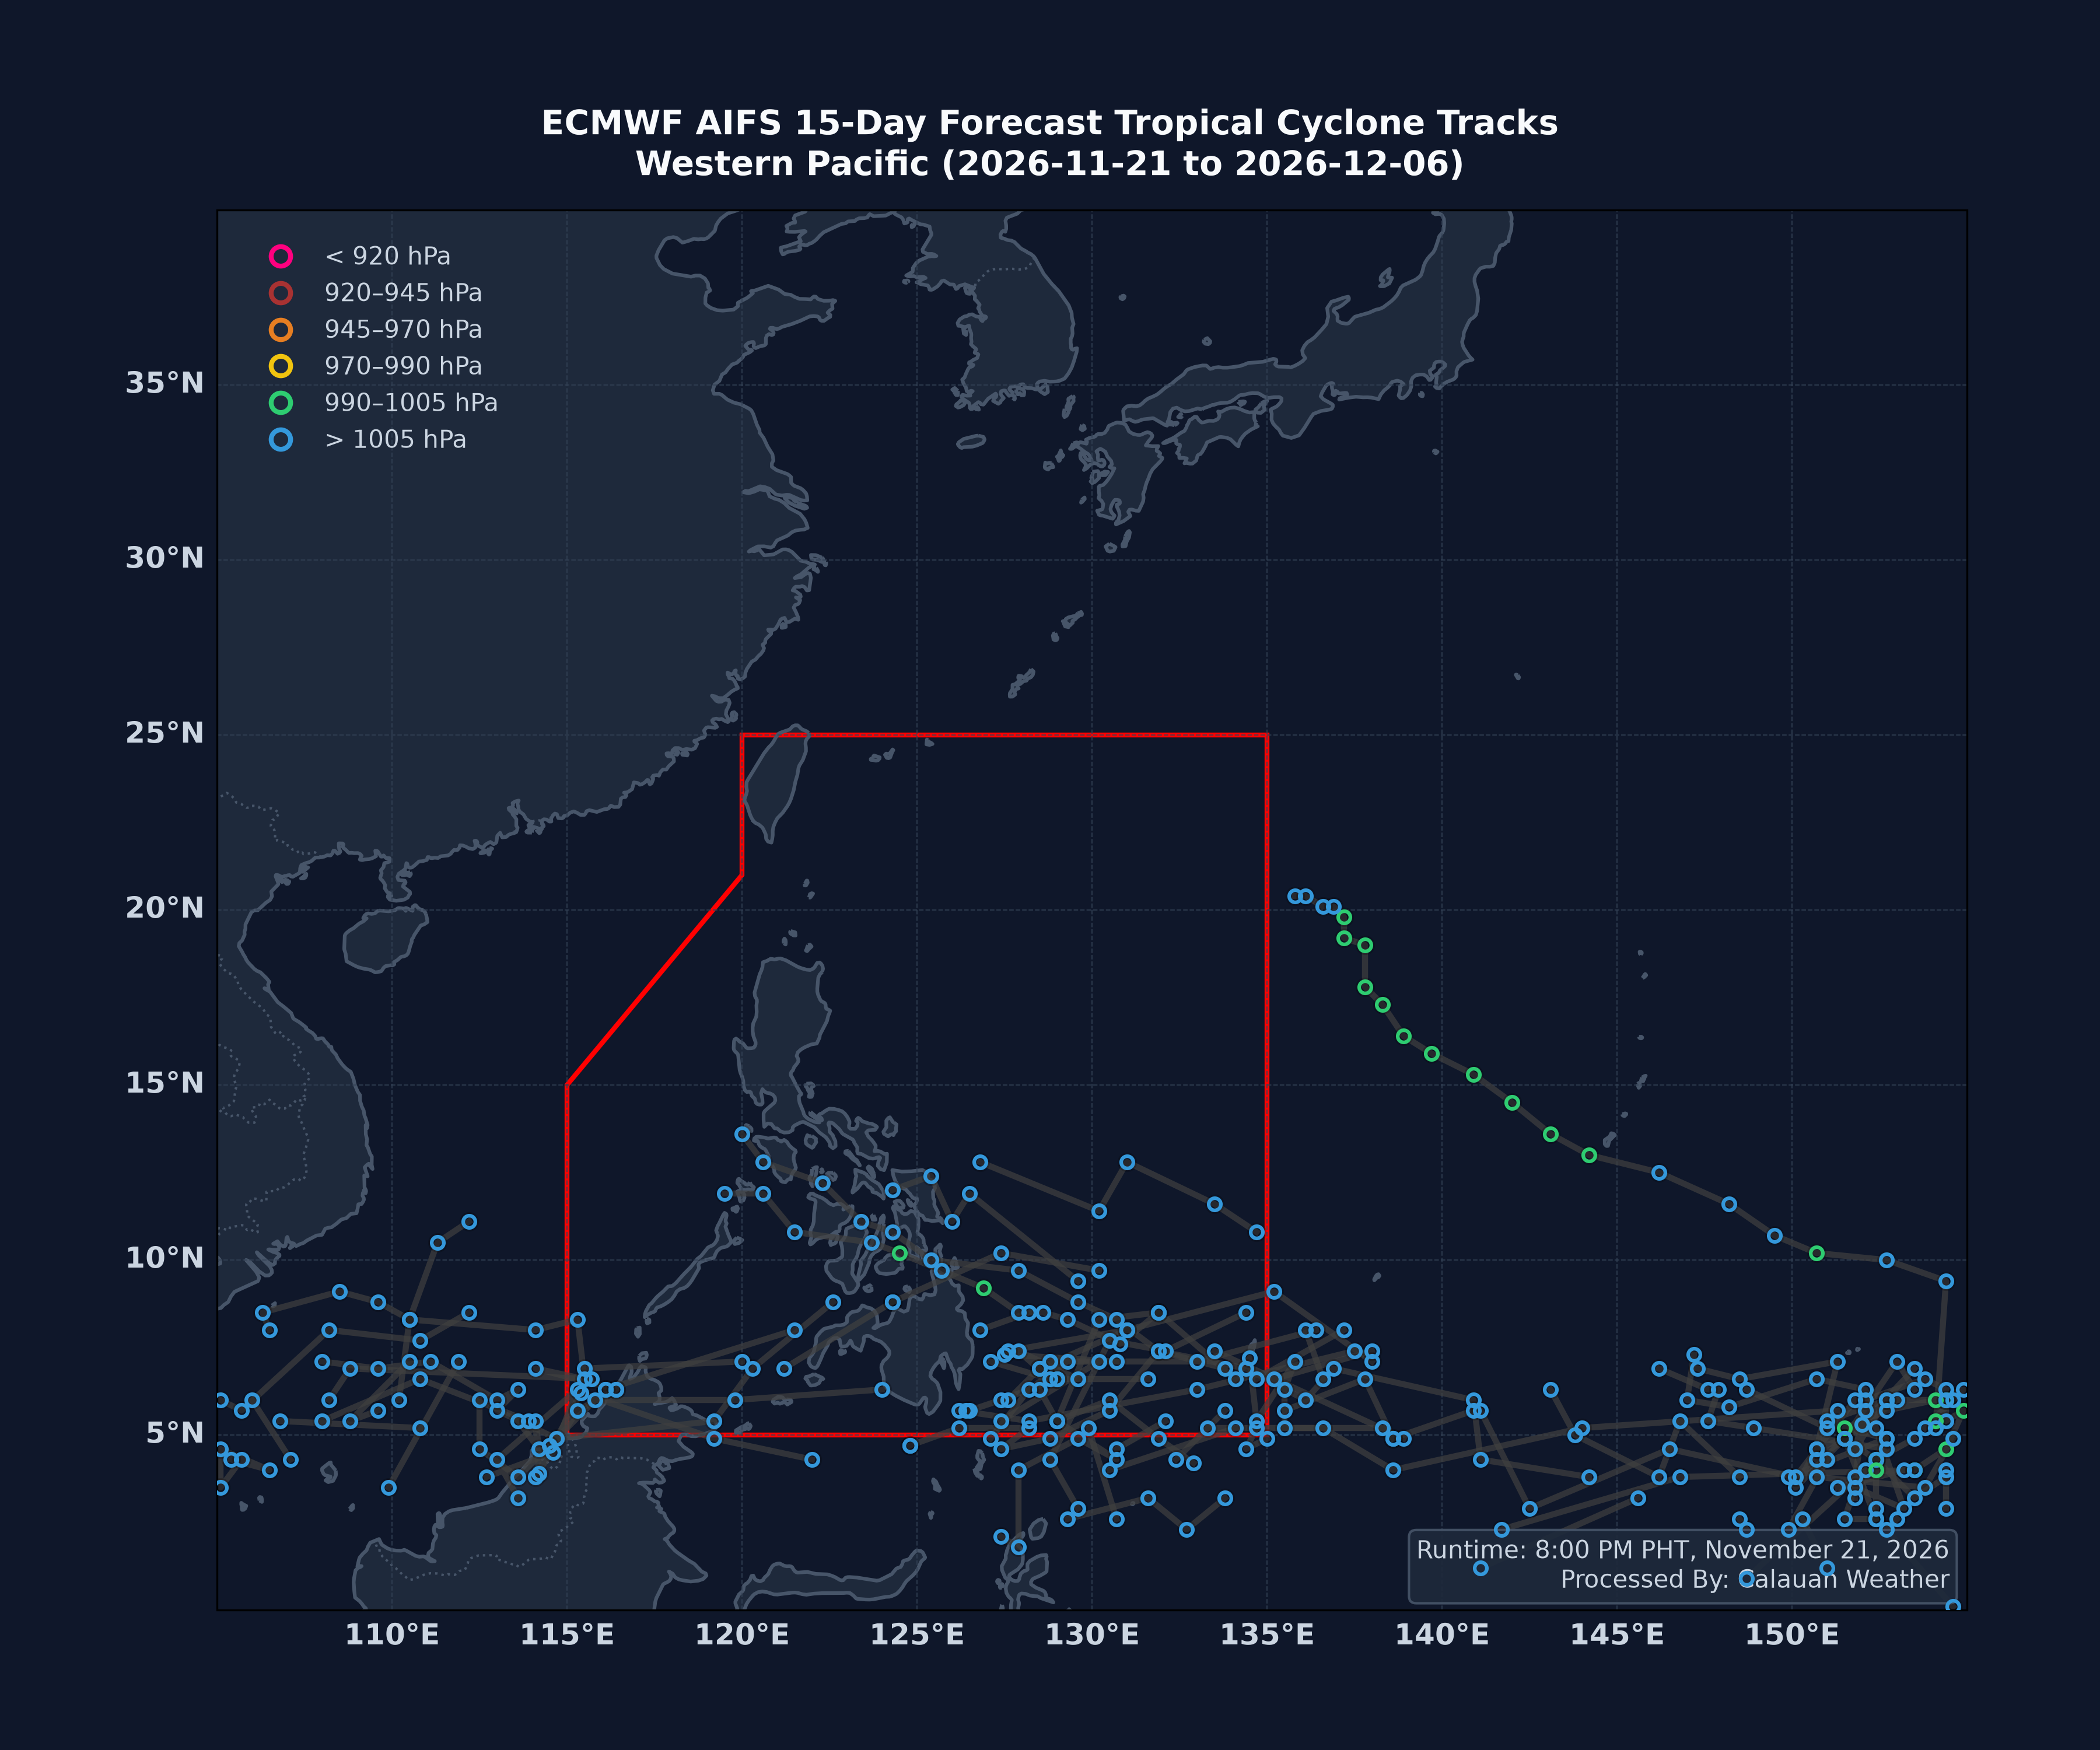 ECMWF AIFS 15-Day Forecast Tropical Cyclone Tracks
Western Pacific (2026-11-21 to 2026-12-06)
< 920 hPa
920–945 hPa
945–970 hPa
970–990 hPa
990–1005 hPa
> 1005 hPa
35°N
30°N
25°N
20°N
15°N
10°N
5°N
Runtime: 8:00 PM PHT, November 21, 2026
Processed By: Calauan Weather
110°E
115°E
120°E
125°E
130°E
135°E
140°E
145°E
150°E